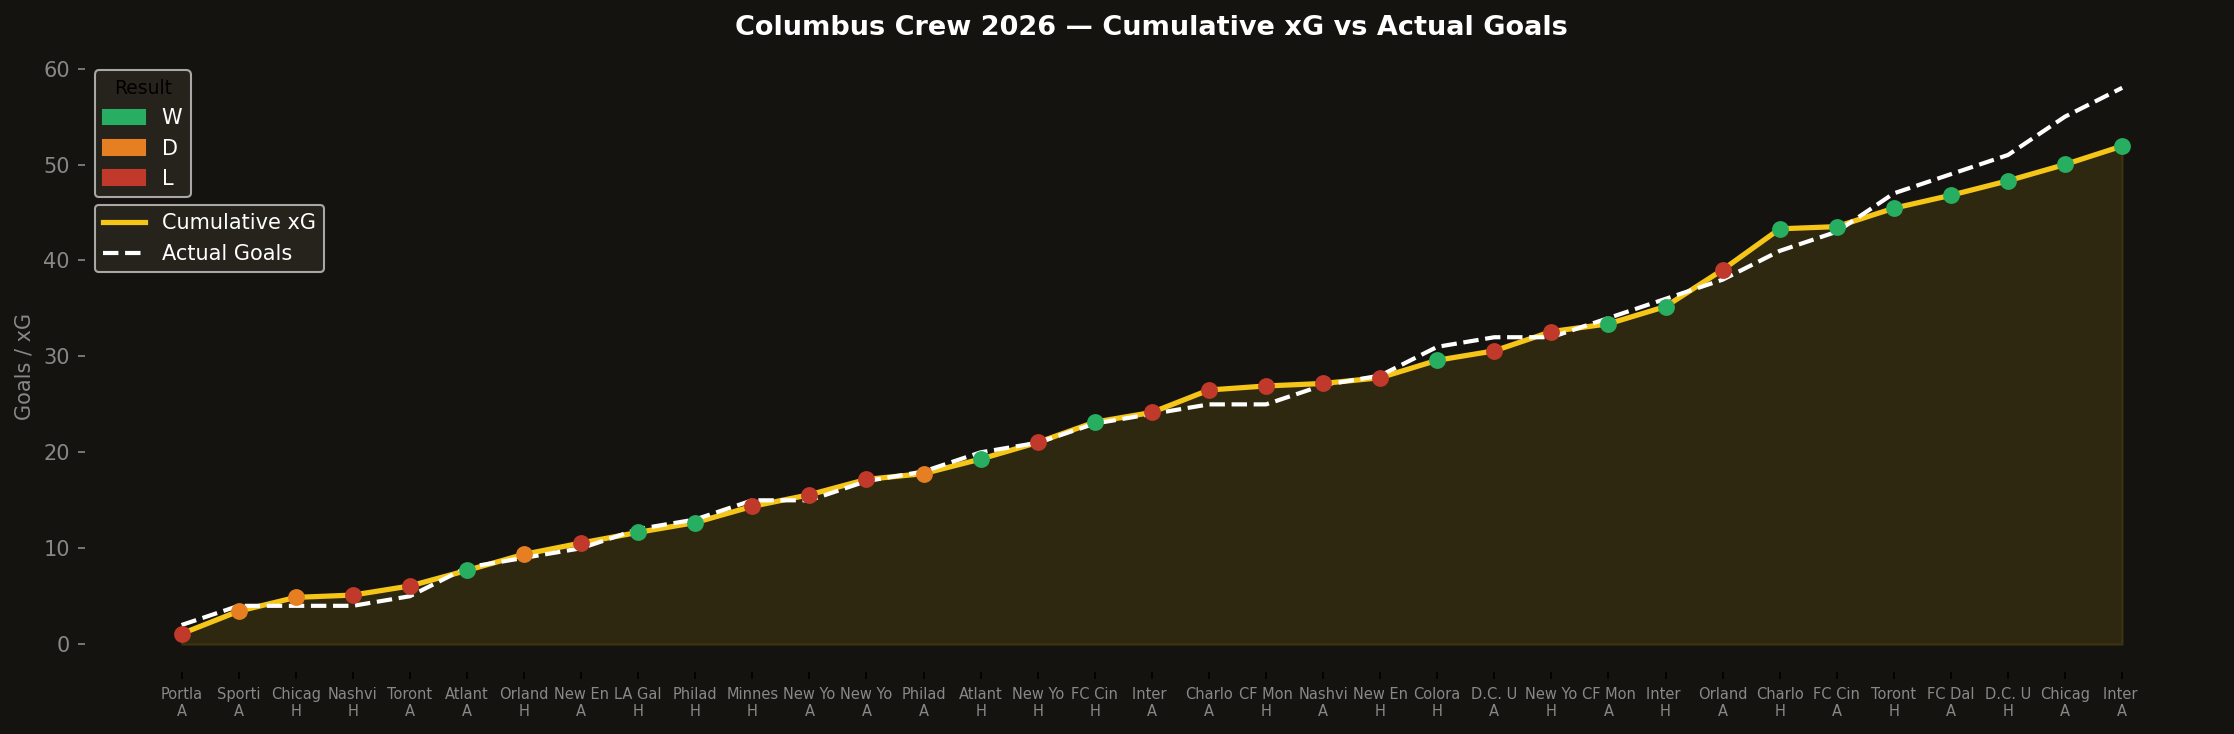 Columbus Crew 2026 — Cumulative xG vs Actual Goals
Result
W
D
L
Cumulative xG
Actual Goals
Goals / xG
60
50
40
30
20
10
0
Portla Sporti Chicag Nashvi Toront Atlant Orland New En LA Gal Philad Minnes New Yo New Yo Philad Atlant New Yo FC Cin Inter Charlo CF Mon Nashvi New En Colora D.C. U New Yo CF Mon Inter Orland Charlo FC Cin Toront FC Dal D.C. U Chicag Inter
A A H H A A H A H H H A A A H H H A A H A H H A H A H A H A H A H A A